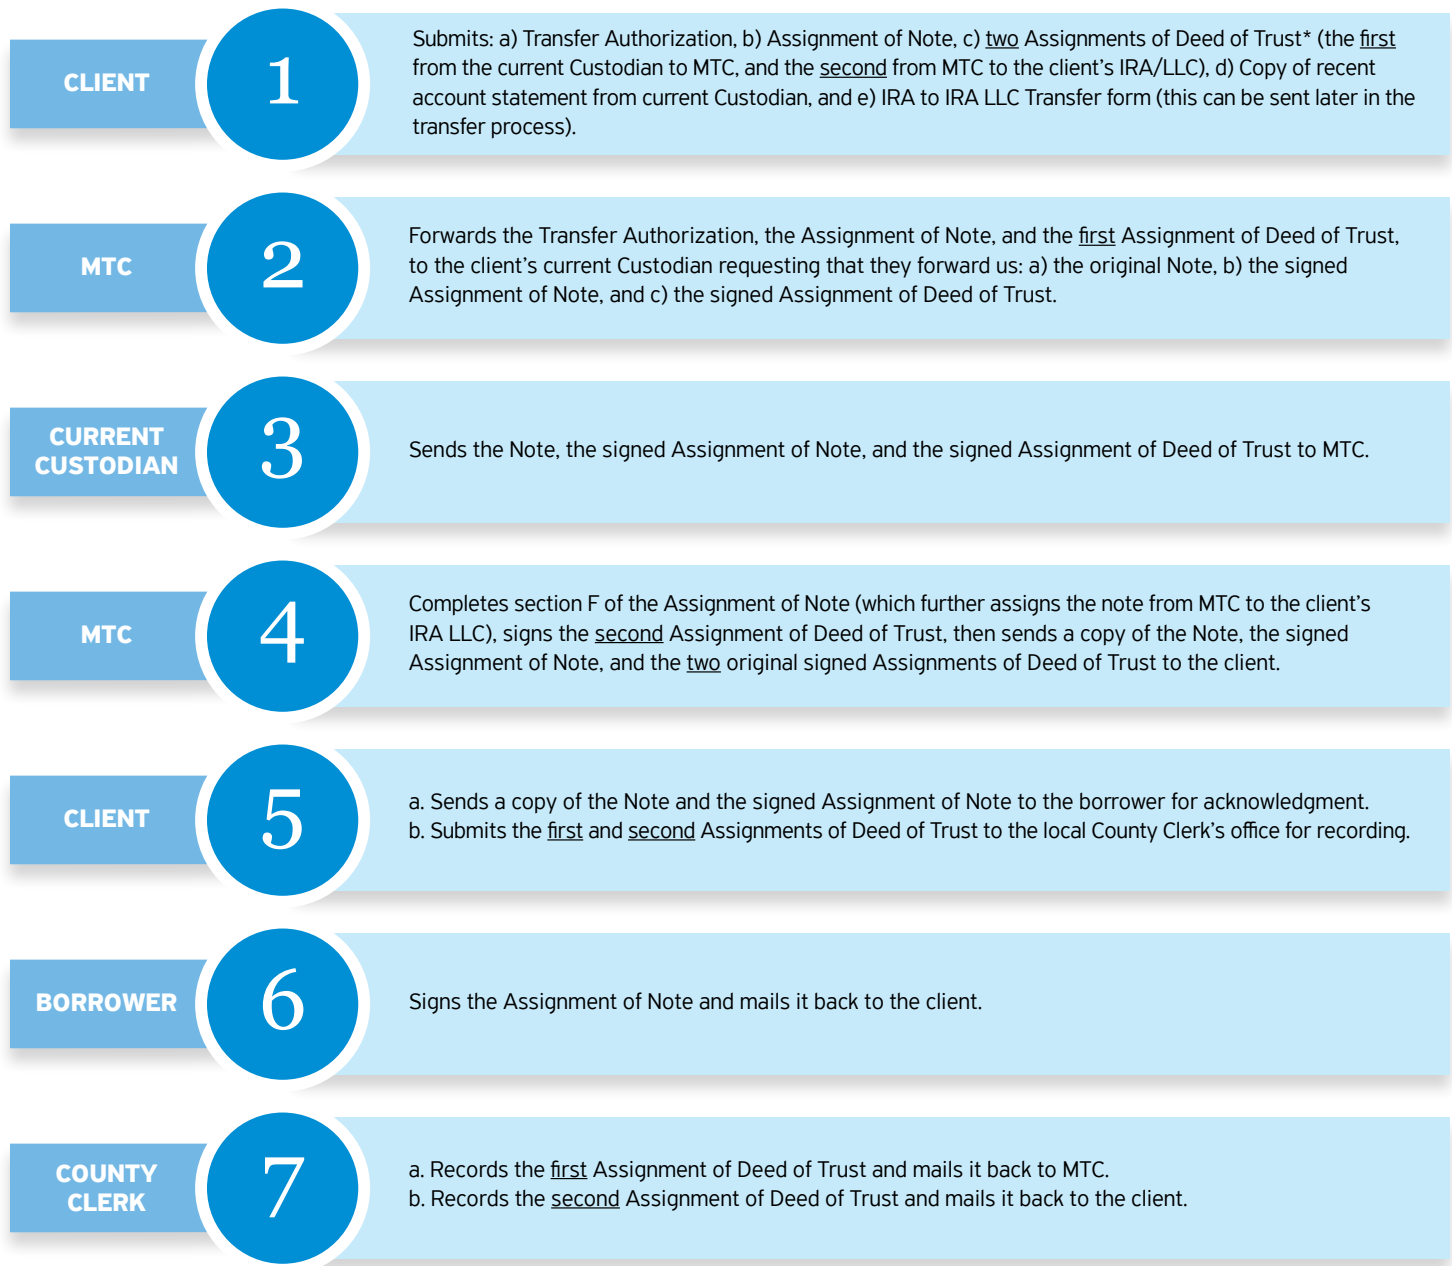 CLIENT
1
Submits: a) Transfer Authorization, b) Assignment of Note, c) two Assignments of Deed of Trust* (the first
from the current Custodian to MTC, and the second from MTC to the client's IRA/LLC), d) Copy of recent
account statement from current Custodian, and e) IRA to IRA LLC Transfer form (this can be sent later in the
transfer process).
MTC
2
Forwards the Transfer Authorization, the Assignment of Note, and the first Assignment of Deed of Trust,
to the client's current Custodian requesting that they forward us: a) the original Note, b) the signed
Assignment of Note, and c) the signed Assignment of Deed of Trust.
CURRENT
CUSTODIAN
3
Sends the Note, the signed Assignment of Note, and the signed Assignment of Deed of Trust to MTC.
MTC
4
Completes section F of the Assignment of Note (which further assigns the note from MTC to the client's
IRA LLC), signs the second Assignment of Deed of Trust, then sends a copy of the Note, the signed
Assignment of Note, and the two original signed Assignments of Deed of Trust to the client.
CLIENT
5
a. Sends a copy of the Note and the signed Assignment of Note to the borrower for acknowledgment.
b. Submits the first and second Assignments of Deed of Trust to the local County Clerk's office for recording.
BORROWER
6
Signs the Assignment of Note and mails it back to the client.
COUNTY
CLERK
7
a. Records the first Assignment of Deed of Trust and mails it back to MTC.
b. Records the second Assignment of Deed of Trust and mails it back to the client.